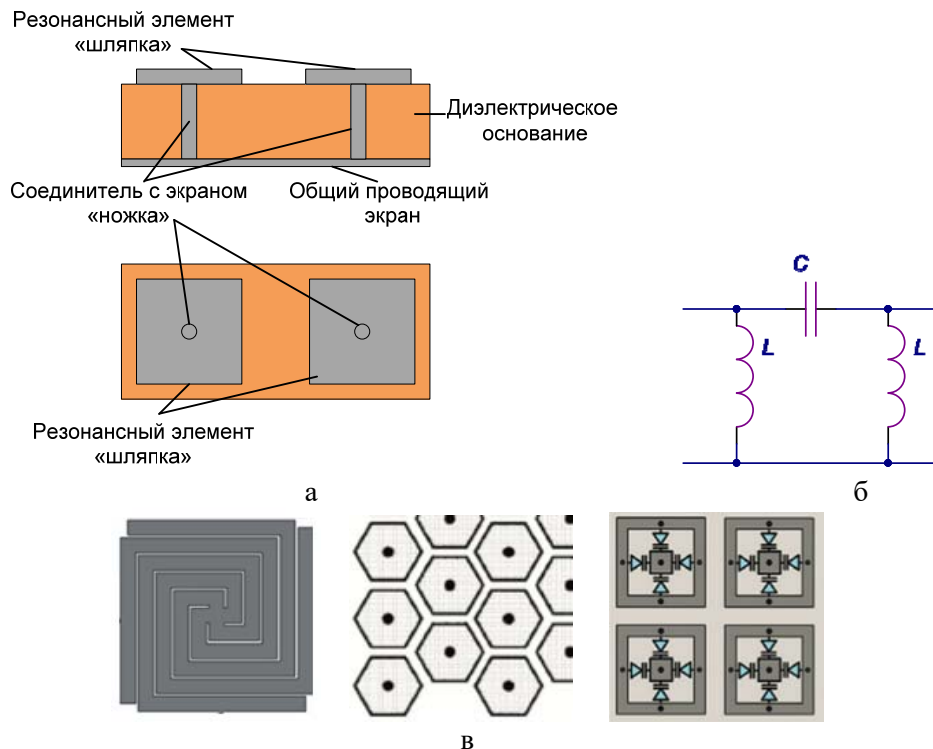 Резонансный элемент
«шляпка»
Диэлектрическое
основание
Соединитель с экраном
«ножка»
Общий проводящий
экран
C
L
L
Резонансный элемент
«шляпка»
а
б
в